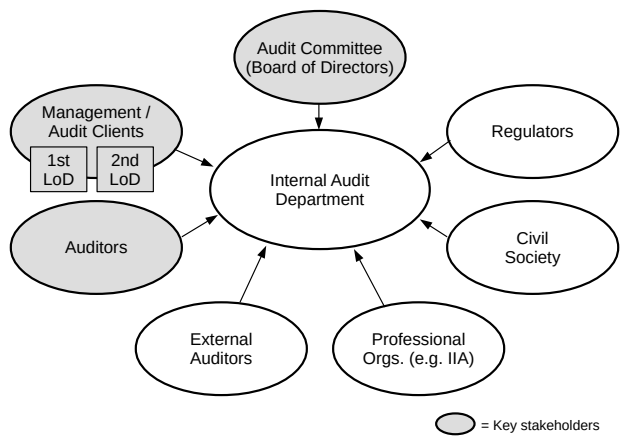 Audit Committee
(Board of Directors)
Management /
Audit Clients
1st
LoD
2nd
LoD
Regulators
Internal Audit
Department
Auditors
Civil
Society
External
Auditors
Professional
Orgs. (e.g. IIA)
= Key stakeholders